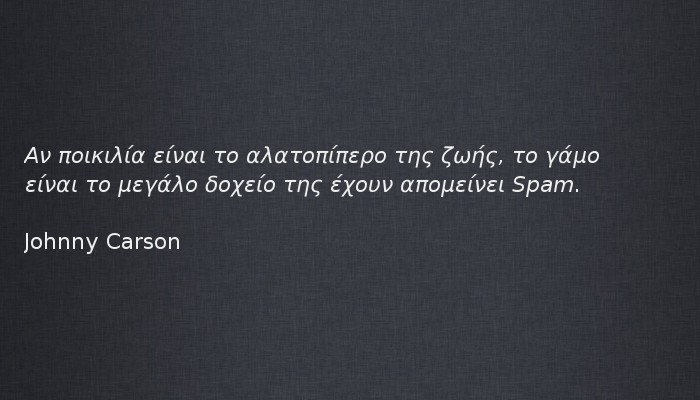 Αν ποικιλία είναι το αλατοπίπερο της ζωής, το γάμο
είναι το μεγάλο δοχείο της έχουν απομείνει Spam.
Johnny Carson